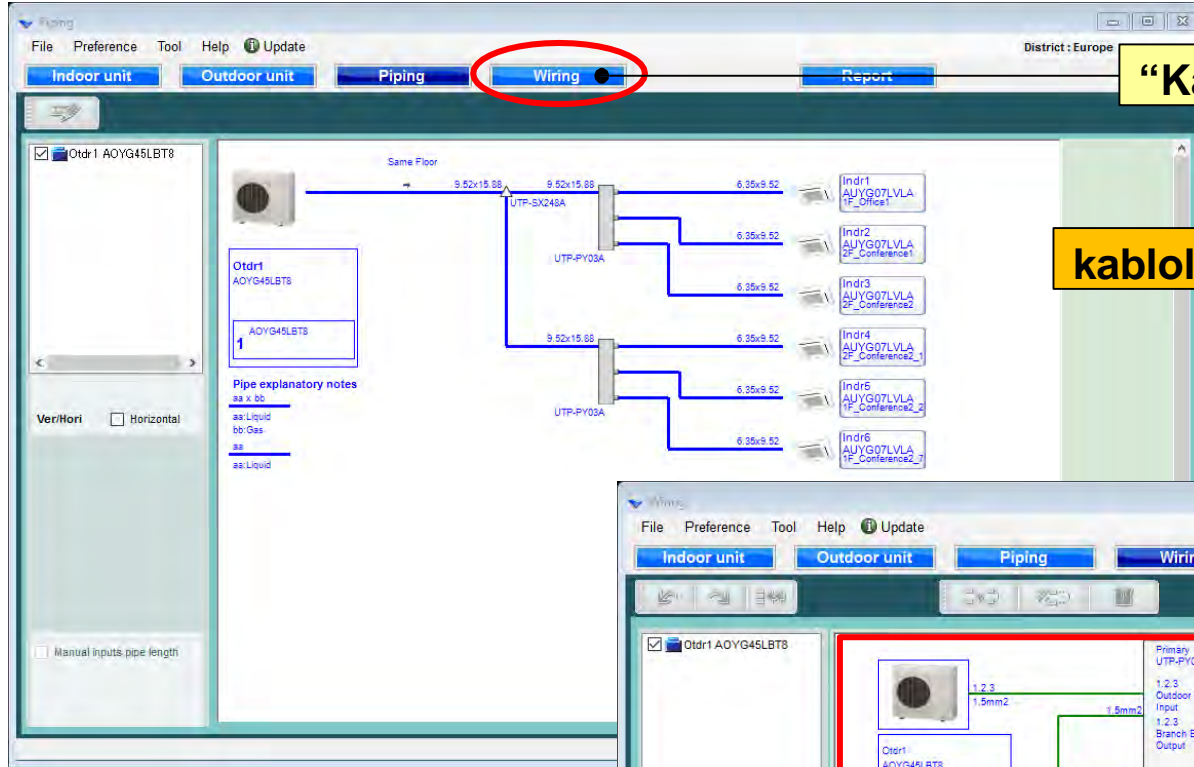 Piping
File Preference Tool Help Update
District : Europe
Indoor unit Outdoor unit Piping Wiring Report
“Ka
Otdr1 AOYG45LBT8
Same Floor
9.52x15.88
9.52x15.88
6.35x9.52
UTP-SX248A
Indr1
AUYG07LVLA
1F_Office1
6.35x9.52
Indr2
AUYG07LVLA
2F_Conference1
UTP-PY03A
kablol
Otdr1
AOYG45LBT8
6.35x9.52
Indr3
AUYG07LVLA
2F_Conference2
1 AOYG45LBT8
9.52x15.88
6.35x9.52
Indr4
AUYG07LVLA
2F_Conference2_1
Pipe explanatory notes
aa x bb
aa:Liquid
bb:Gas
aa
aa:Liquid
6.35x9.52
Indr5
AUYG07LVLA
1F_Conference2_2
UTP-PY03A
6.35x9.52
Indr6
AUYG07LVLA
1F_Conference2_7
Ver/Hori Horizontal
Manual inputs pipe length
Wiring
File Preference Tool Help Update
Indoor unit Outdoor unit Piping Wirin
Otdr1 AOYG45LBT8
1.2.3
1.5mm2
1.5mm2
Primary
UTP-PY0
1.2.3
Outdoor
Input
1.2.3
Branch B
Output
Otdr1
AOYG45LBT8